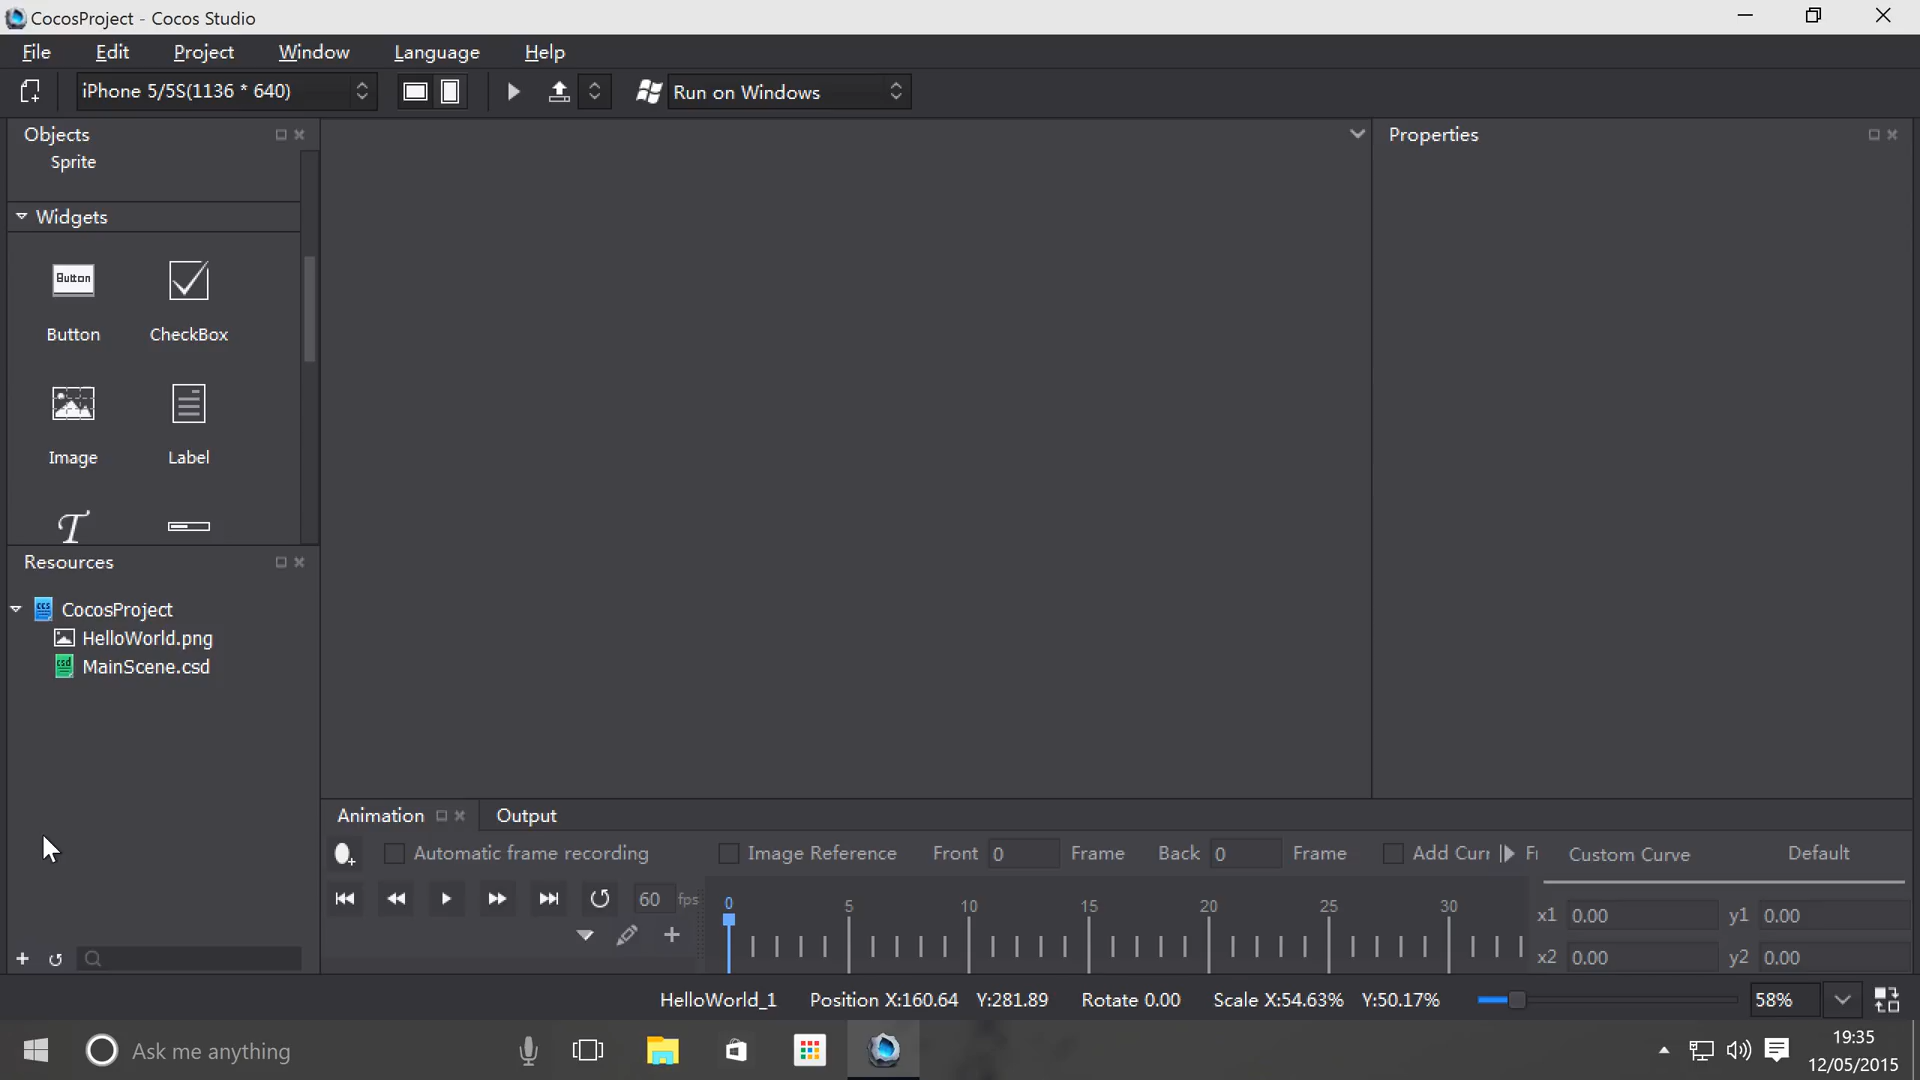 CocosProject - Cocos Studio
File Edit Project Window Language Help
iPhone 5/5S(1136 * 640) Run on Windows
Objects
Sprite
Widgets
Button
Button CheckBox
Image Label
T
Resources
CocosProject
HelloWorld.png
MainScene.csd
Properties
Animation Output
Automatic frame recording Image Reference Front 0 Frame Back 0 Frame Add Curr Fr Custom Curve Default
60 fps 0 5 10 15 20 25 30
x1 0.00 y1 0.00
x2 0.00 y2 0.00
HelloWorld_1 Position X:160.64 Y:281.89 Rotate 0.00 Scale X:54.63% Y:50.17% 58%
Ask me anything
19:35
12/05/2015